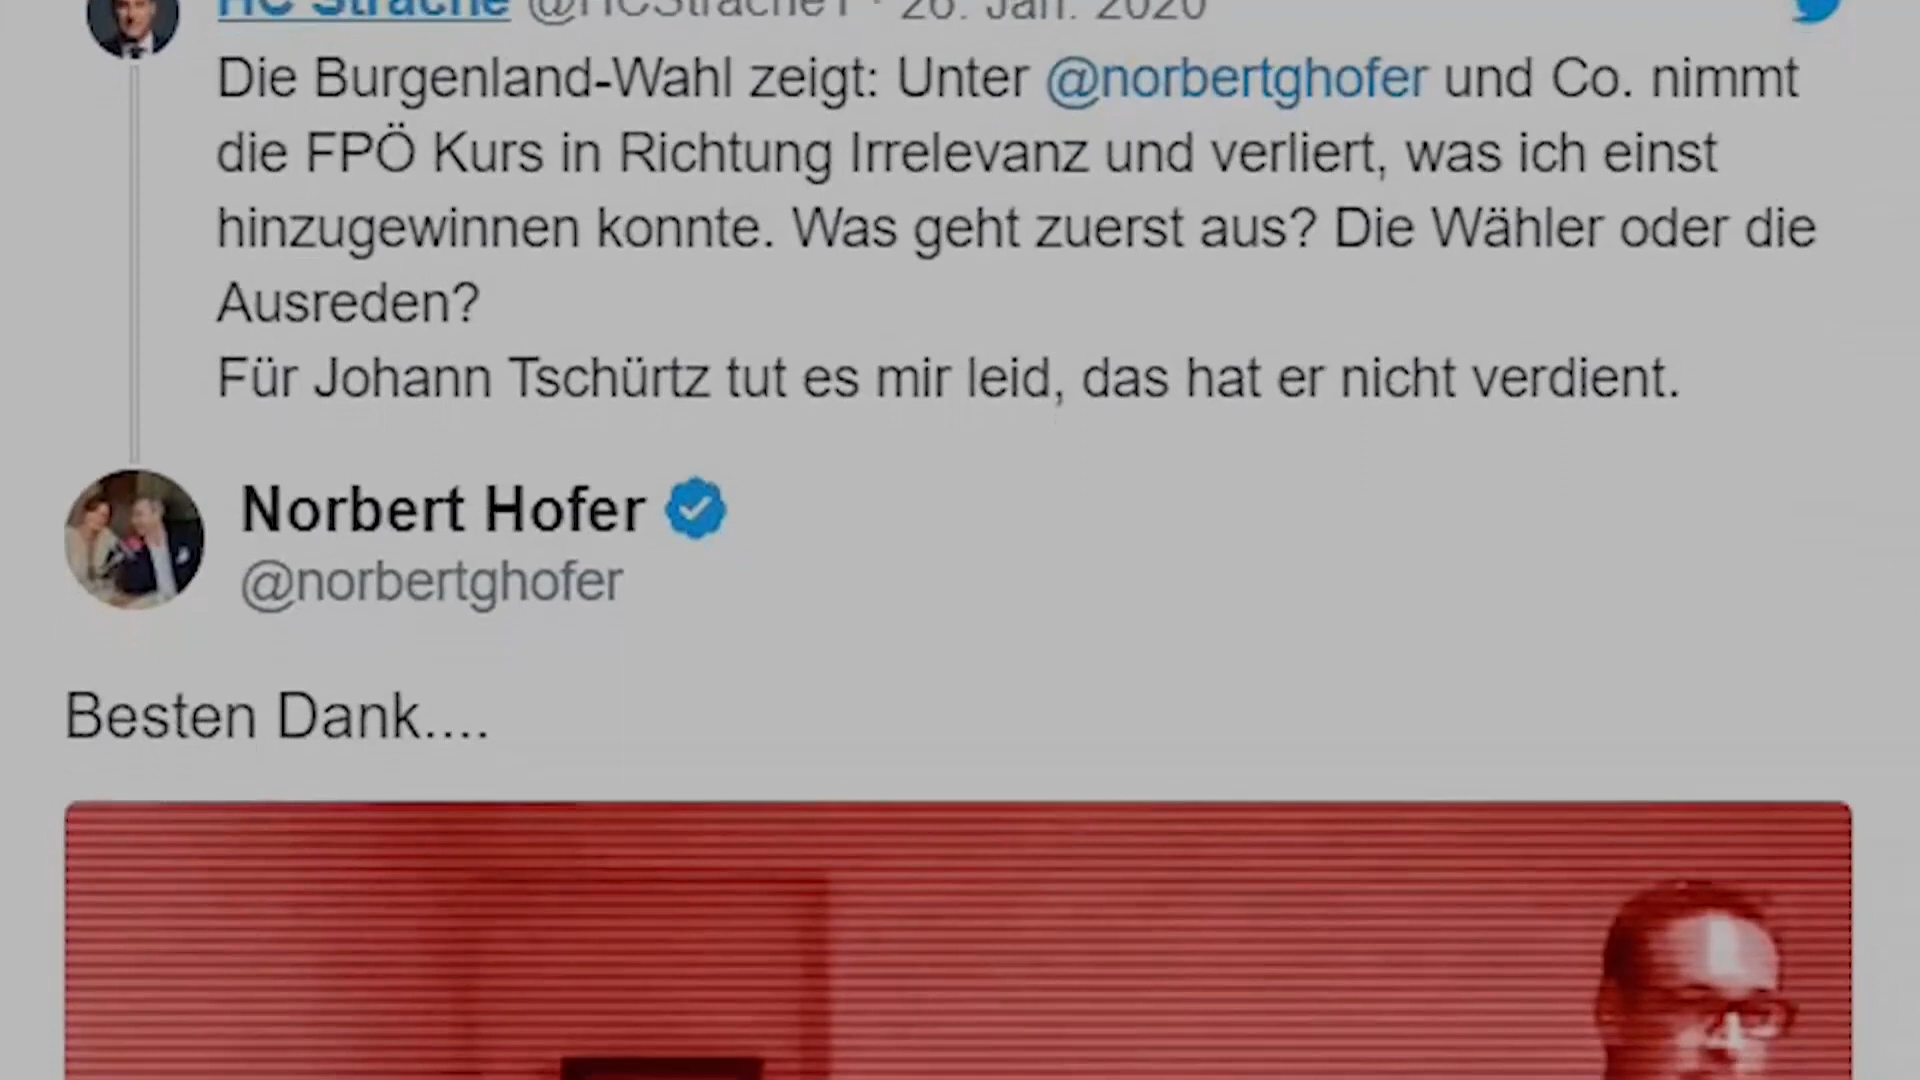 HC Strache @HCStrache1 · 26. Jan. 2020
Die Burgenland-Wahl zeigt: Unter @norbertghofer und Co. nimmt
die FPÖ Kurs in Richtung Irrelevanz und verliert, was ich einst
hinzugewinnen konnte. Was geht zuerst aus? Die Wähler oder die
Ausreden?
Für Johann Tschürtz tut es mir leid, das hat er nicht verdient.
Norbert Hofer
@norbertghofer
Besten Dank....